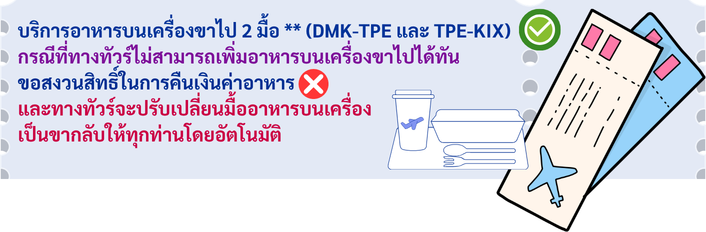 บริการอาหารบนเครื่องขาไป 2 มื้อ ** (DMK-TPE และ TPE-KIX)
กรณีที่ทางทัวร์ไม่สามารถเพิ่มอาหารบนเครื่องขาไปได้ทัน
ขอสงวนสิทธิ์ในการคืนเงินค่าอาหาร
และทางทัวร์จะปรับเปลี่ยนมื้ออาหารบนเครื่อง
เป็นขากลับให้ทุกท่านโดยอัตโนมัติ